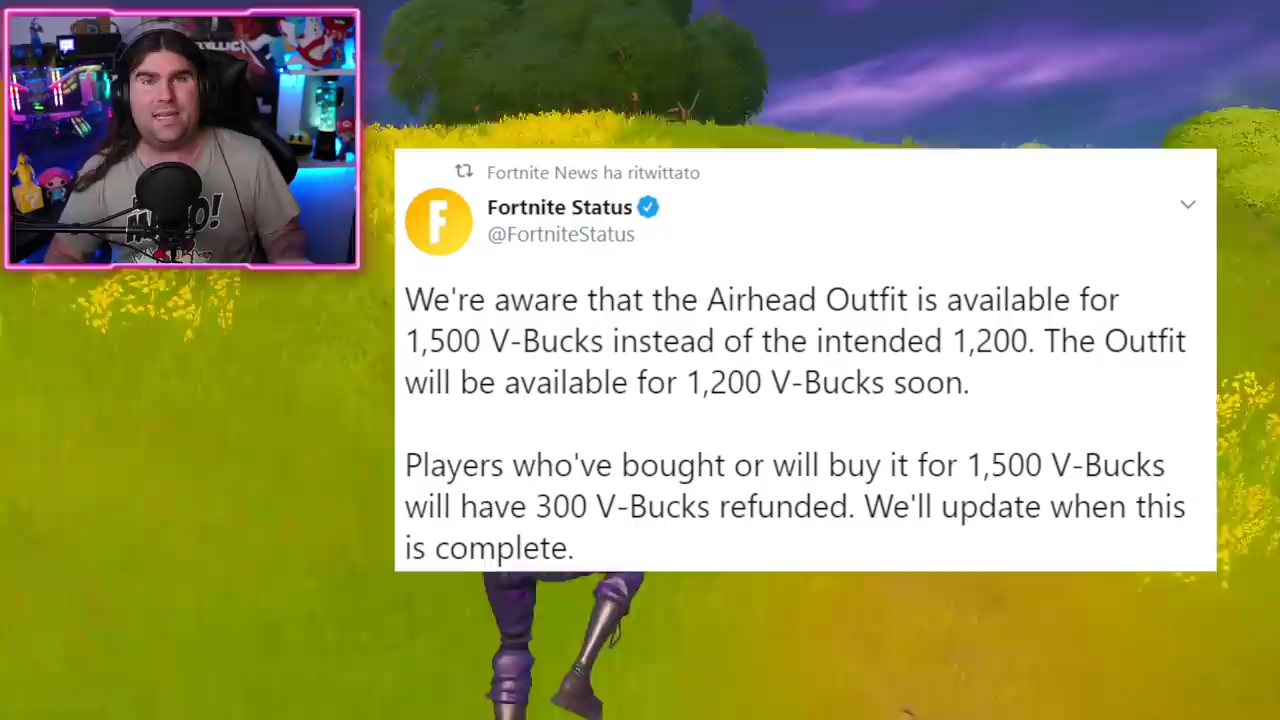 Fortnite News ha ritwittato
Fortnite Status
@FortniteStatus
We're aware that the Airhead Outfit is available for
1,500 V-Bucks instead of the intended 1,200. The Outfit
will be available for 1,200 V-Bucks soon.
Players who've bought or will buy it for 1,500 V-Bucks
will have 300 V-Bucks refunded. We'll update when this
is complete.